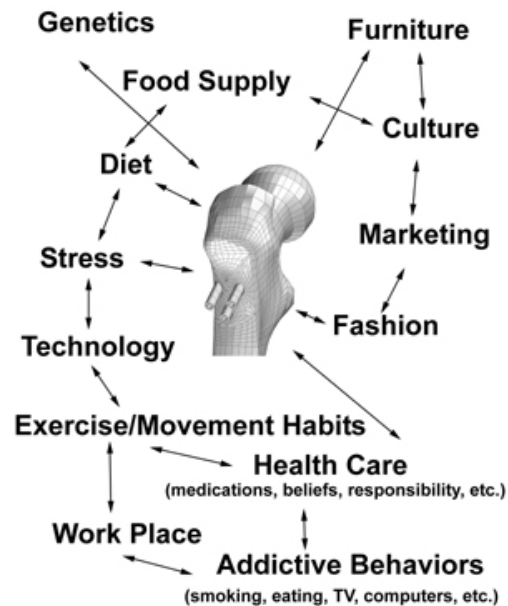 Genetics
Furniture
Food Supply
Culture
Diet
Marketing
Stress
Fashion
Technology
Exercise/Movement Habits
Health Care
(medications, beliefs, responsibility, etc.)
Work Place
Addictive Behaviors
(smoking, eating, TV, computers, etc.)